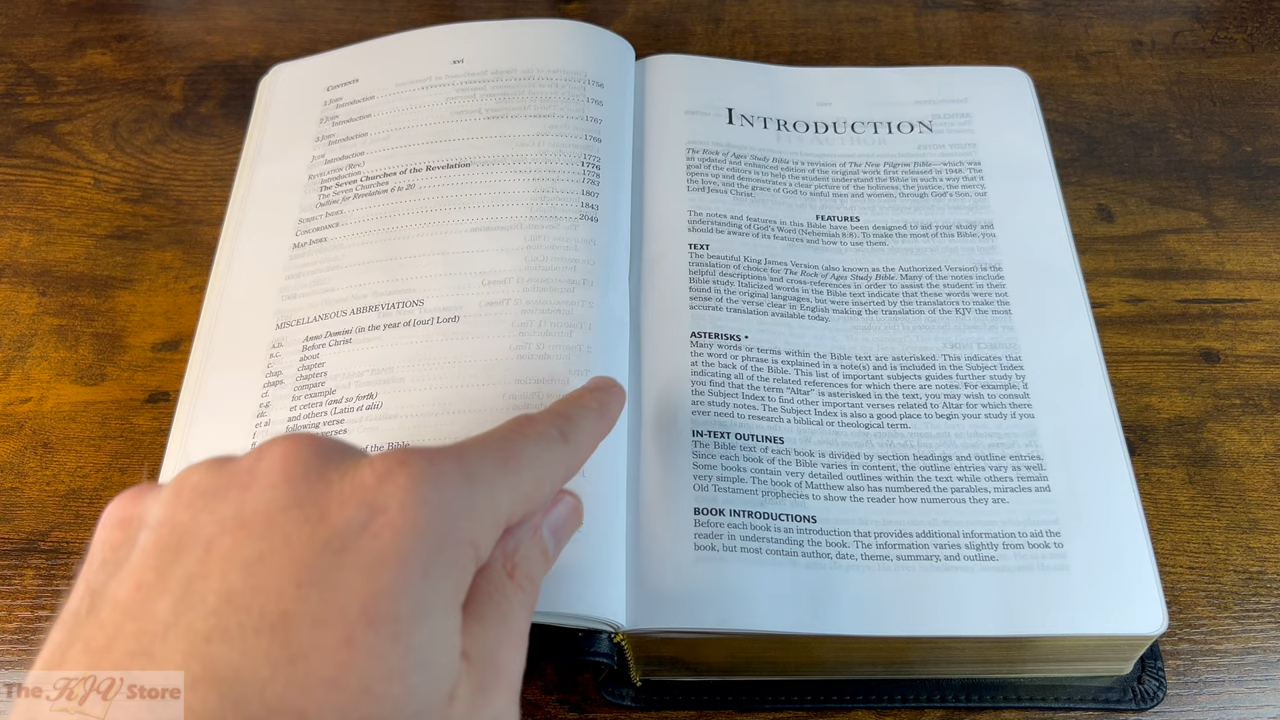 xvi
CONTENTS
1 JOHN
Introduction 1756
2 JOHN
Introduction 1765
3 JOHN
Introduction 1767
JUDE
Introduction 1769
REVELATION (Rev.)
Introduction 1772
The Seven Churches of the Revelation 1776
The Seven Churches 1778
Outline for Revelation 6 to 20 1783
SUBJECT INDEX 1807
CONCORDANCE 1843
MAP INDEX 2049
MISCELLANEOUS ABBREVIATIONS
A.D. Anno Domini (in the year of [our] Lord)
B.C. Before Christ
c. about
chap. chapter
chaps. chapters
cf. compare
e.g. for example
etc. et cetera (and so forth)
et al and others (Latin et alii)
f following verse
verses
of the Bible
INTRODUCTION
The Rock of Ages Study Bible is a revision of The New Pilgrim Bible—which was
an updated and enhanced edition of the original work first released in 1948. The
goal of the editors is to help the student understand the Bible in such a way that it
opens up and demonstrates a clear picture of the holiness, the justice, the mercy,
the love, and the grace of God to sinful men and women, through God's Son, our
Lord Jesus Christ.
FEATURES
The notes and features in this Bible have been designed to aid your study and
understanding of God's Word (Nehemiah 8:8). To make the most of this Bible, you
should be aware of its features and how to use them.
TEXT
The beautiful King James Version (also known as the Authorized Version) is the
translation of choice for The Rock of Ages Study Bible. Many of the notes include
helpful descriptions and cross-references in order to assist the student in their
Bible study. Italicized words in the Bible text indicate that these words were not
found in the original languages, but were inserted by the translators to make the
sense of the verse clear in English making the translation of the KJV the most
accurate translation available today.
ASTERISKS *
Many words or terms within the Bible text are asterisked. This indicates that
the word or phrase is explained in a note(s) and is included in the Subject Index
at the back of the Bible. This list of important subjects guides further study by
indicating all of the related references for which there are notes. For example, if
you find that the term "Altar" is asterisked in the text, you may wish to consult
the Subject Index to find other important verses related to Altar for which there
are study notes. The Subject Index is also a good place to begin your study if you
ever need to research a biblical or theological term.
IN-TEXT OUTLINES
The Bible text of each book is divided by section headings and outline entries.
Since each book of the Bible varies in content, the outline entries vary as well.
Some books contain very detailed outlines within the text while others remain
very simple. The book of Matthew also has numbered the parables, miracles and
Old Testament prophecies to show the reader how numerous they are.
BOOK INTRODUCTIONS
Before each book is an introduction that provides additional information to aid the
reader in understanding the book. The information varies slightly from book to
book, but most contain author, date, theme, summary, and outline.
The KJV Store